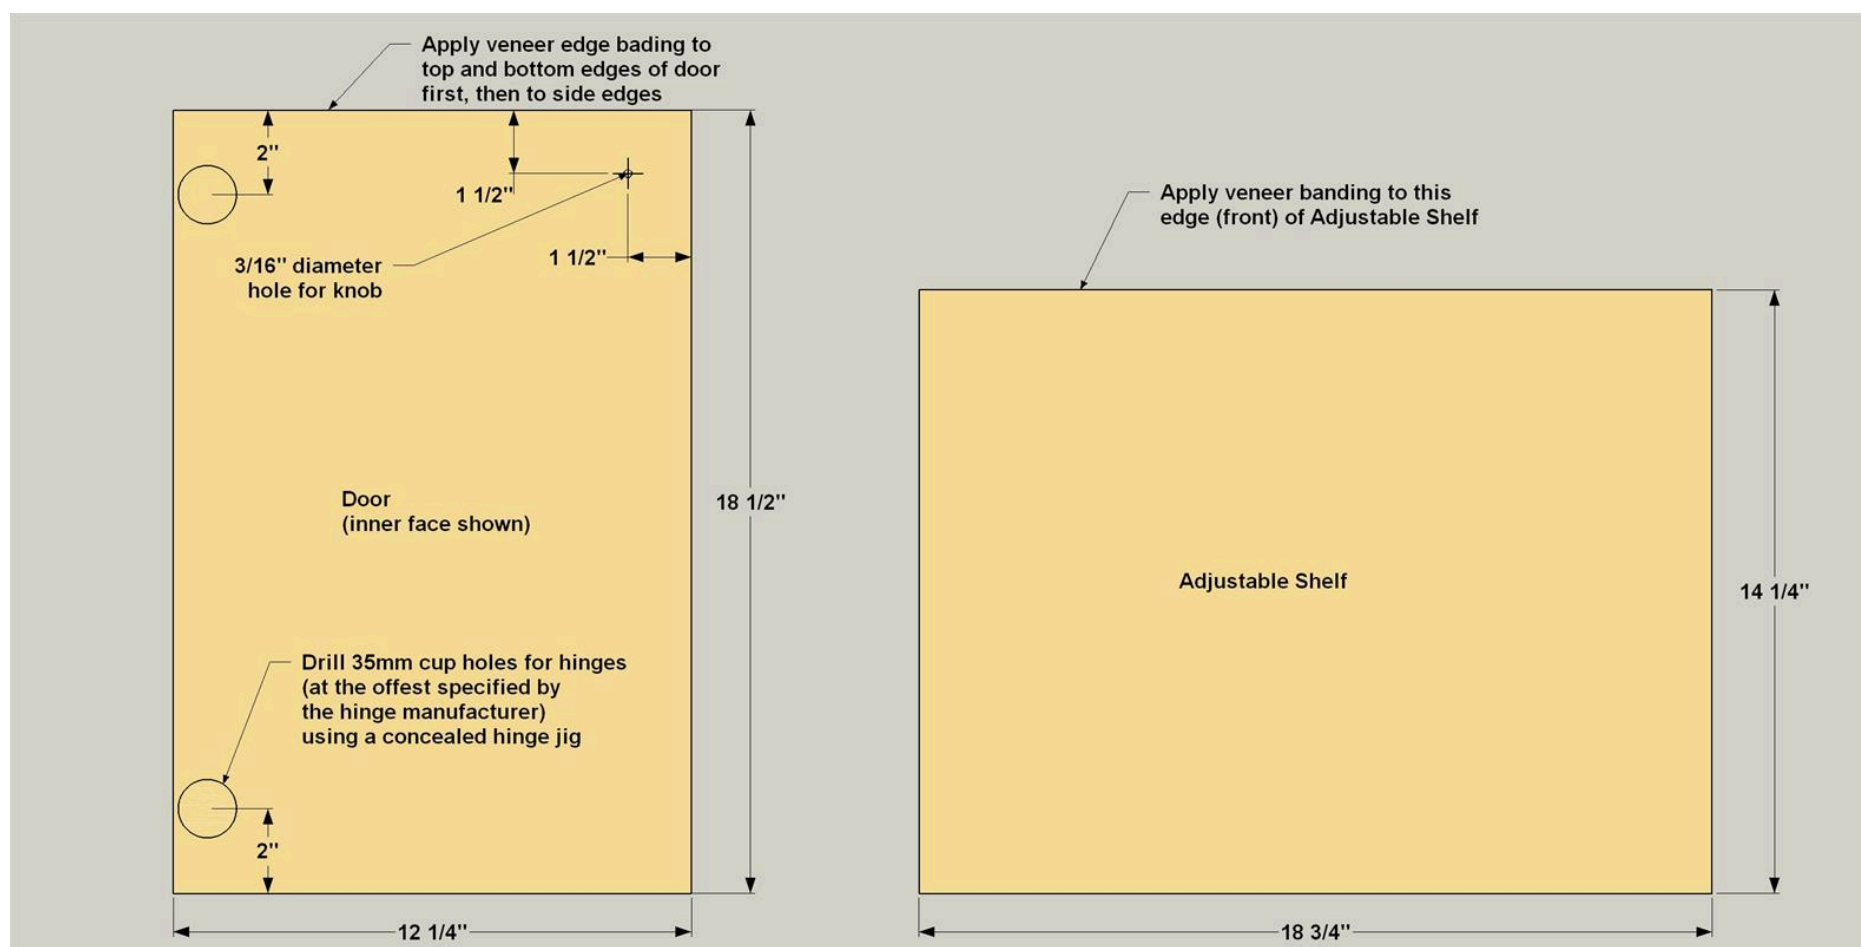 Apply veneer edge bading to
top and bottom edges of door
first, then to side edges
2"
1 1/2"
1 1/2"
3/16" diameter
hole for knob
Door
(inner face shown)
18 1/2"
Drill 35mm cup holes for hinges
(at the offest specified by
the hinge manufacturer)
using a concealed hinge jig
2"
12 1/4"
Apply veneer banding to this
edge (front) of Adjustable Shelf
Adjustable Shelf
14 1/4"
18 3/4"